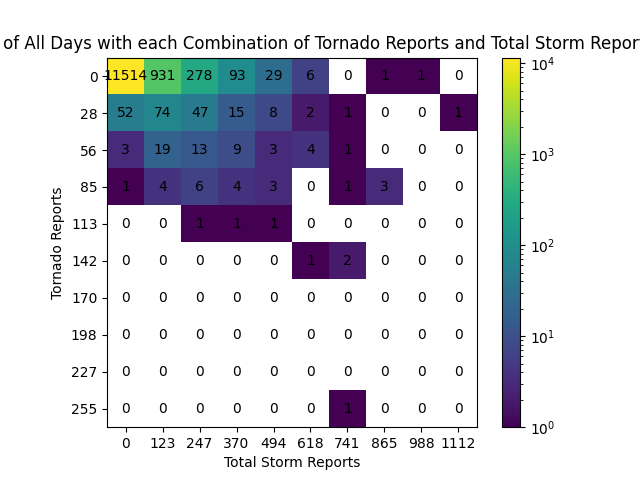 of All Days with each Combination of Tornado Reports and Total Storm Repor
0 11514 931 278 93 29 6 0 1 1 0
28 52 74 47 15 8 2 1 0 0 1
56 3 19 13 9 3 4 1 0 0 0
85 1 4 6 4 3 0 1 3 0 0
113 0 0 1 1 1 0 0 0 0 0
142 0 0 0 0 0 1 2 0 0 0
170 0 0 0 0 0 0 0 0 0 0
198 0 0 0 0 0 0 0 0 0 0
227 0 0 0 0 0 0 0 0 0 0
255 0 0 0 0 0 0 1 0 0 0
0 123 247 370 494 618 741 865 988 1112
Total Storm Reports
Tornado Reports
10⁴
10³
10²
10¹
10⁰